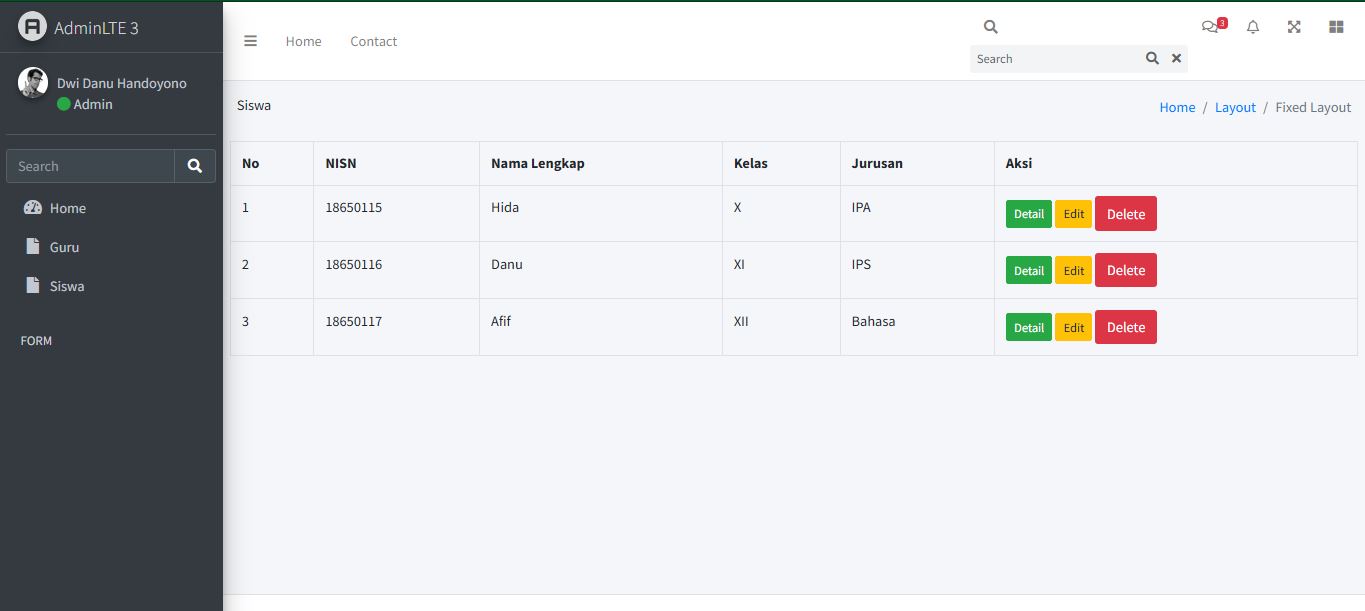 AdminLTE 3
Dwi Danu Handoyono
Admin
Search
Home
Guru
Siswa
FORM
Home Contact
3
Search
Siswa
Home / Layout / Fixed Layout
No NISN Nama Lengkap Kelas Jurusan Aksi
1 18650115 Hida X IPA Detail Edit Delete
2 18650116 Danu XI IPS Detail Edit Delete
3 18650117 Afif XII Bahasa Detail Edit Delete